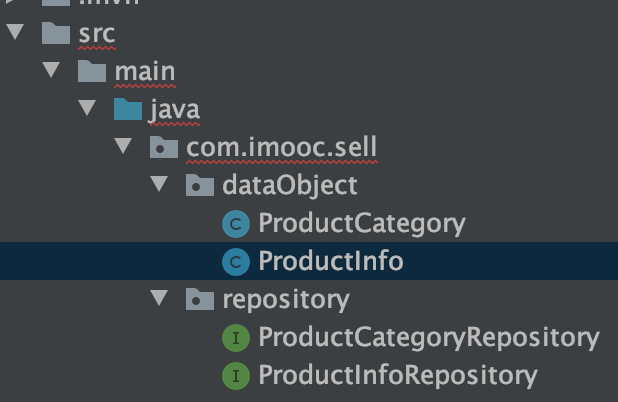 src
main
java
com.imooc.sell
dataObject
C ProductCategory
C ProductInfo
repository
I ProductCategoryRepository
I ProductInfoRepository